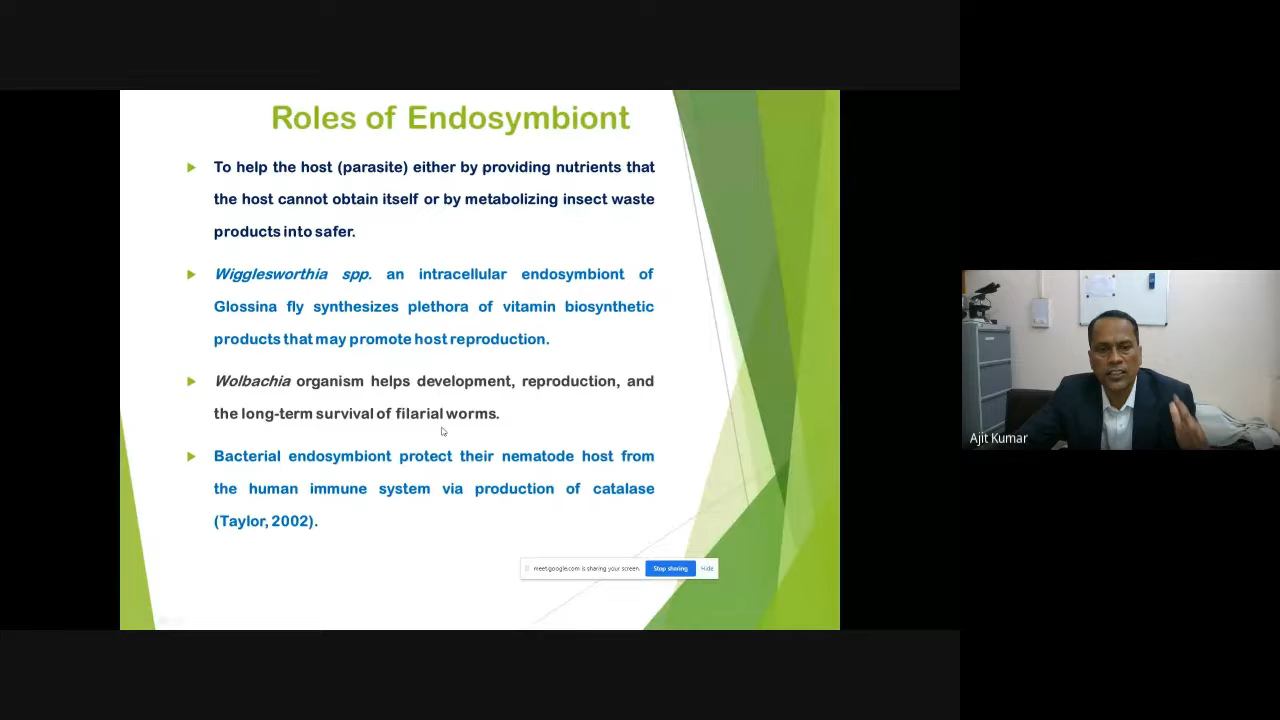 Roles of Endosymbiont
To help the host (parasite) either by providing nutrients that
the host cannot obtain itself or by metabolizing insect waste
products into safer.
Wigglesworthia spp. an intracellular endosymbiont of
Glossina fly synthesizes plethora of vitamin biosynthetic
products that may promote host reproduction.
Wolbachia organism helps development, reproduction, and
the long-term survival of filarial worms.
Bacterial endosymbiont protect their nematode host from
the human immune system via production of catalase
(Taylor, 2002).
meet.google.com is sharing your screen. Stop sharing Hide
Ajit Kumar